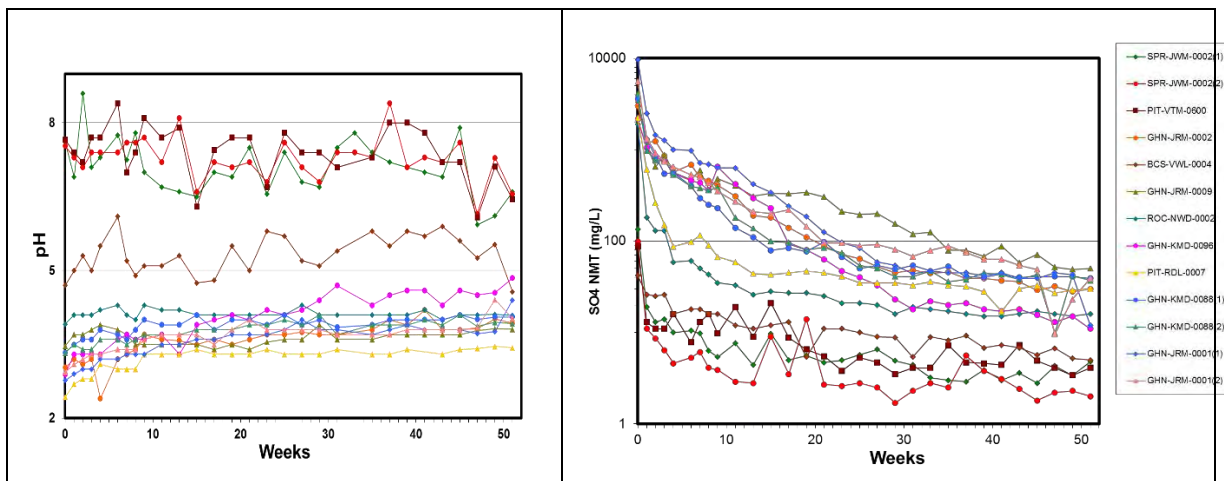 8
5
2
pH
0
10
20
30
40
50
Weeks
10000
100
1
SO4 NMT (mg/L)
0
10
20
30
40
50
Weeks
SPR-JWM-0002(1)
SPR-JWM-0002(2)
PIT-VTM-0600
GHN-JRM-0002
BCS-VWL-0004
GHN-JRM-0009
ROC-NWD-0002
GHN-KMD-0096
PIT-RDL-0007
GHN-KMD-0088(1)
GHN-KMD-0088(2)
GHN-JRM-0001(1)
GHN-JRM-0001(2)